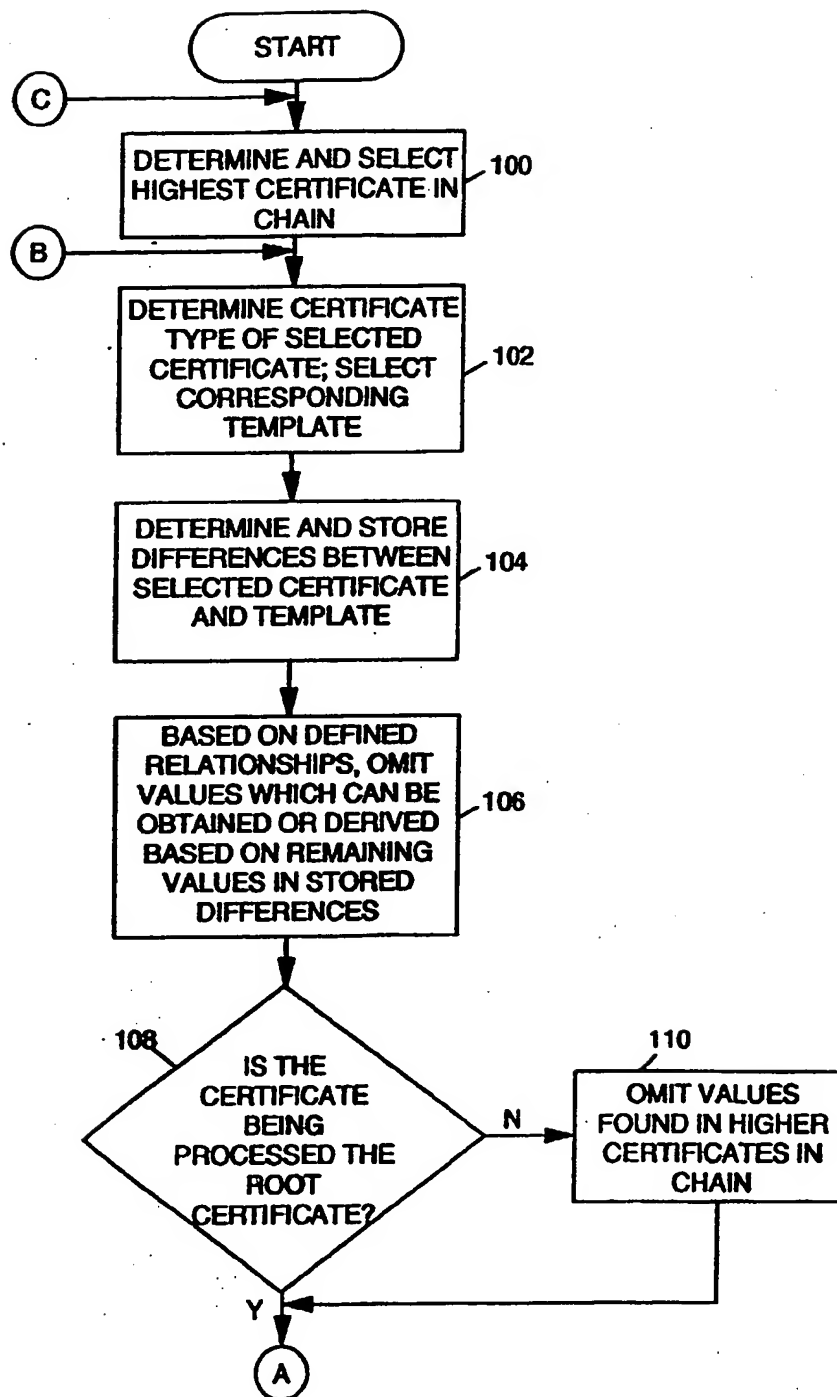 START
C
DETERMINE AND SELECT
HIGHEST CERTIFICATE IN
CHAIN
100
B
DETERMINE CERTIFICATE
TYPE OF SELECTED
CERTIFICATE; SELECT
CORRESPONDING
TEMPLATE
102
DETERMINE AND STORE
DIFFERENCES BETWEEN
SELECTED CERTIFICATE
AND TEMPLATE
104
BASED ON DEFINED
RELATIONSHIPS, OMIT
VALUES WHICH CAN BE
OBTAINED OR DERIVED
BASED ON REMAINING
VALUES IN STORED
DIFFERENCES
106
108
IS THE
CERTIFICATE
BEING
PROCESSED THE
ROOT
CERTIFICATE?
N
110
OMIT VALUES
FOUND IN HIGHER
CERTIFICATES IN
CHAIN
Y
A